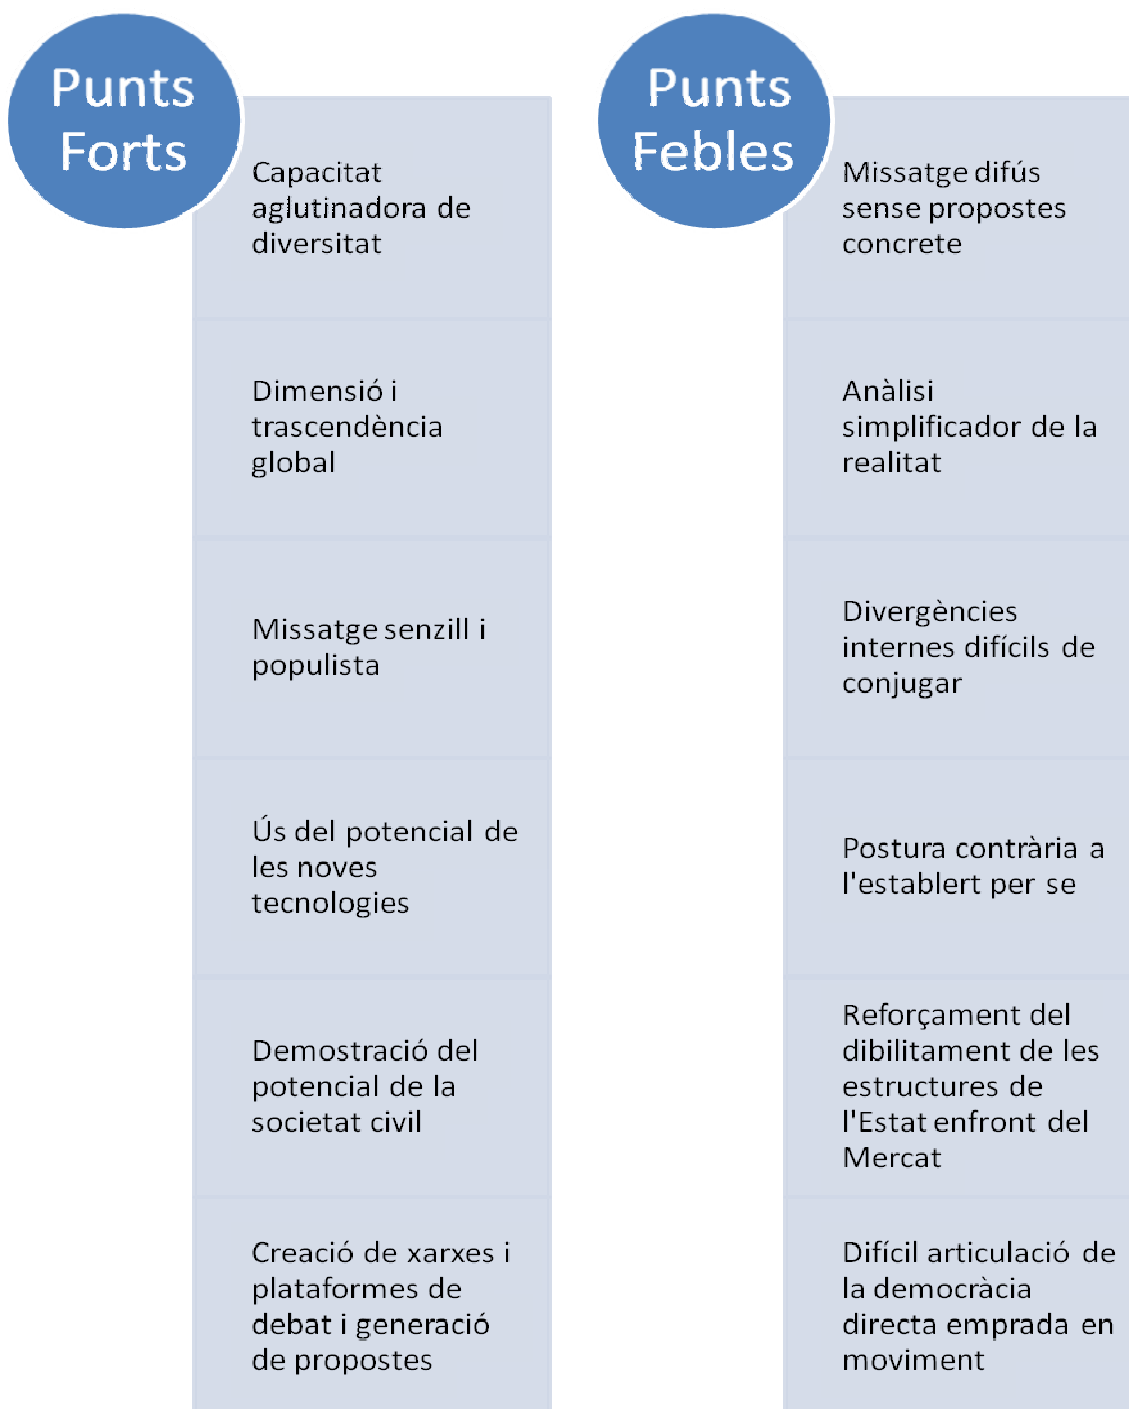 Punts
Forts
Capacitat
aglutinadora de
diversitat
Dimensió i
trascendència
global
Missatge senzill i
populista
Ús del potencial de
les noves
tecnologies
Demostració del
potencial de la
societat civil
Creació de xarxes i
plataformes de
debat i generació
de propostes
Punts
Febles
Missatge difús
sense propostes
concrete
Anàlisi
simplificador de la
realitat
Divergències
internes difícils de
conjugar
Postura contrària a
l'establert per se
Reforçament del
dibilitament de les
estructures de
l'Estat enfront del
Mercat
Difícil articulació de
la democràcia
directa emprada en
moviment